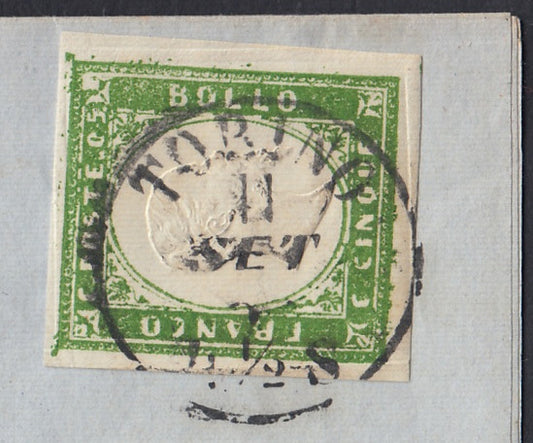 BOLLO
C. POSTE C.5
C. CINQUE
FRANCO
TORINO
11
SET
S